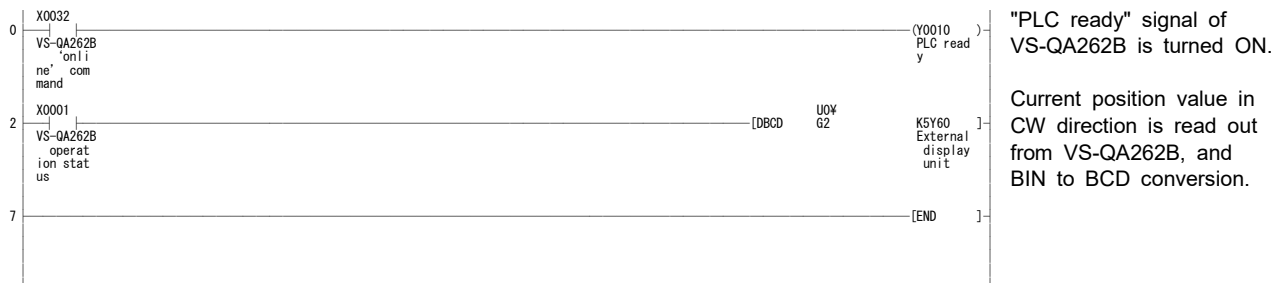 X0032
0
(Y0010 )
VS-QA262B
'onli
ne' com
mand
PLC read
y
"PLC ready" signal of
VS-QA262B is turned ON.
X0001
2
[DBCD U0¥
G2 K5Y60 ]
VS-QA262B
operat
ion stat
us
External
display
unit
Current position value in
CW direction is read out
from VS-QA262B, and
BIN to BCD conversion.
7
[END ]